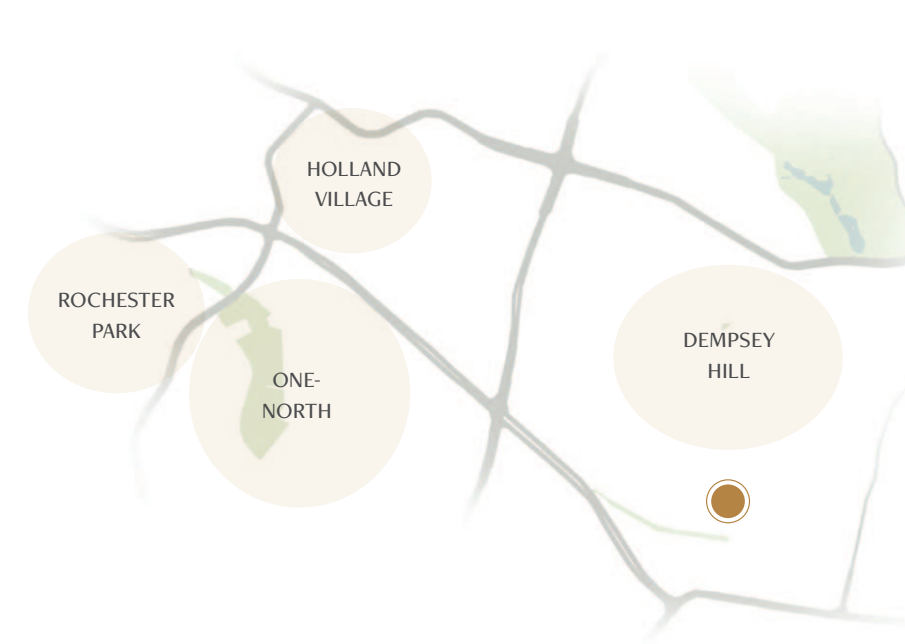 HOLLAND
VILLAGE
ROCHESTER
PARK
DEMPSEY
HILL
ONE-
NORTH